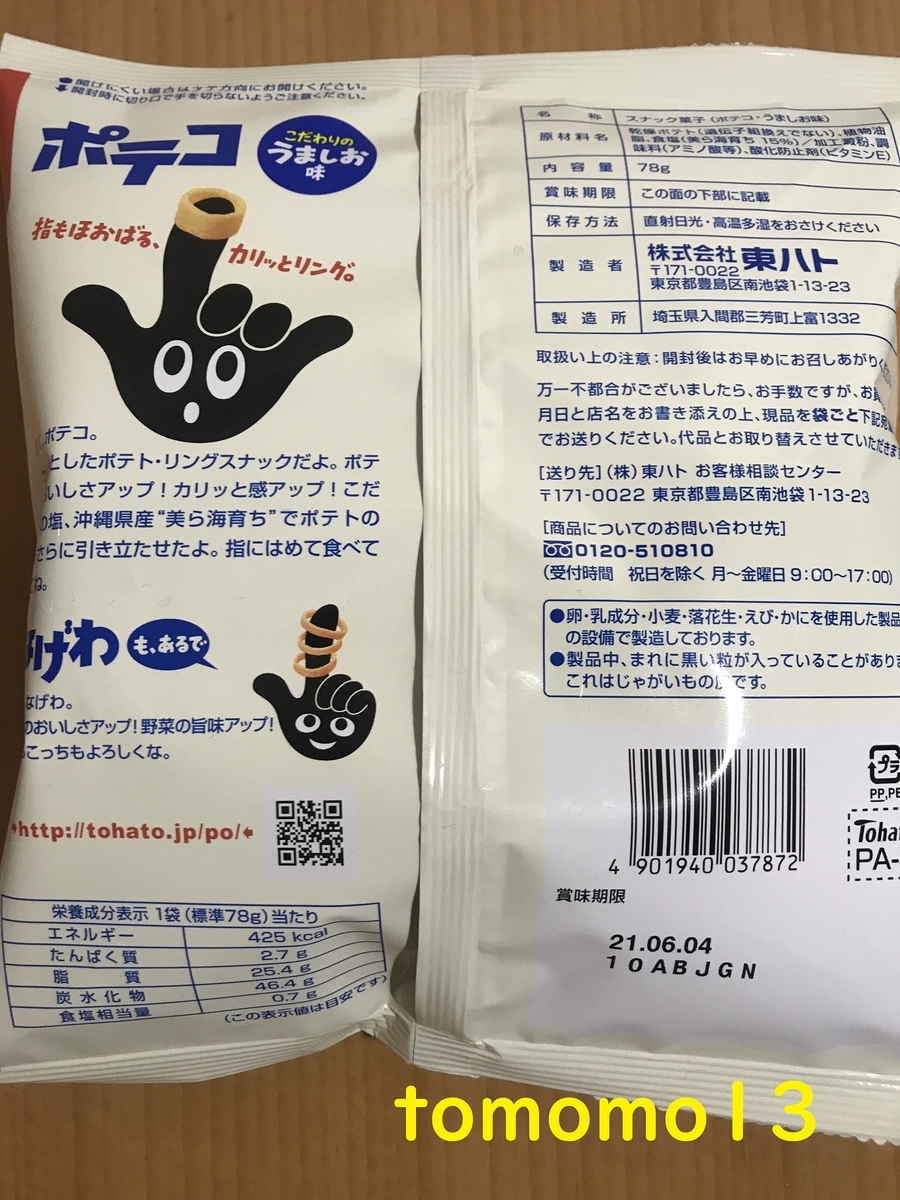 ●開けにくい場合はタテ方向にお開けください。
開封時に切り口で手を切らないようご注意ください。
ポテコ
こだわりの
うましお
味
指もほおばる、
カリッとリング。
ポテコ。
としたポテト・リングスナックだよ。ポテ
いしさアップ!カリッと感アップ!こだ
の塩、沖縄県産“美ら海育ち”でポテトの
さらに引き立たせたよ。指にはめて食べて
ね。
げわ
も、あるで
なげわ。
のおいしさアップ!野菜の旨味アップ!
こっちもよろしくな。
http://tohato.jp/po/
栄養成分表示 1袋(標準78g)当たり
エネルギー 425 kcal
たんぱく質 2.7 g
脂質 25.4 g
炭水化物 46.4 g
食塩相当量 0.7 g
(この表示値は目安です)
名称 スナック菓子(ポテコ・うましお味)
原材料名 乾燥ポテト(遺伝子組換えでない)、植物油
脂、食塩(美ら海育ち 15%)/加工澱粉、調
味料(アミノ酸等)、酸化防止剤(ビタミンE)
内容量 78g
賞味期限 この面の下部に記載
保存方法 直射日光・高温多湿をおさけください
製造者 株式会社 東ハト
〒171-0022
東京都豊島区南池袋1-13-23
製造所 埼玉県入間郡三芳町上富1332
取扱い上の注意:開封後はお早めにお召しあがりく
万一不都合がございましたら、お手数ですが、お
月日と店名をお書き添えの上、現品を袋ごと下記
でお送りください。代品とお取り替えさせていただきま
[送り先](株)東ハト お客様相談センター
〒171-0022 東京都豊島区南池袋1-13-23
[商品についてのお問い合わせ先]
0120-510810
(受付時間 祝日を除く 月〜金曜日 9:00〜17:00)
●卵・乳成分・小麦・落花生・えび・かにを使用した製品
の設備で製造しております。
●製品中、まれに黒い粒が入っていることがあり
これはじゃがいもの皮です。
プラ
PP,PE
Toha
PA-
4 901940 037872
賞味期限
21.06.04
10ABJGN
tomomo13